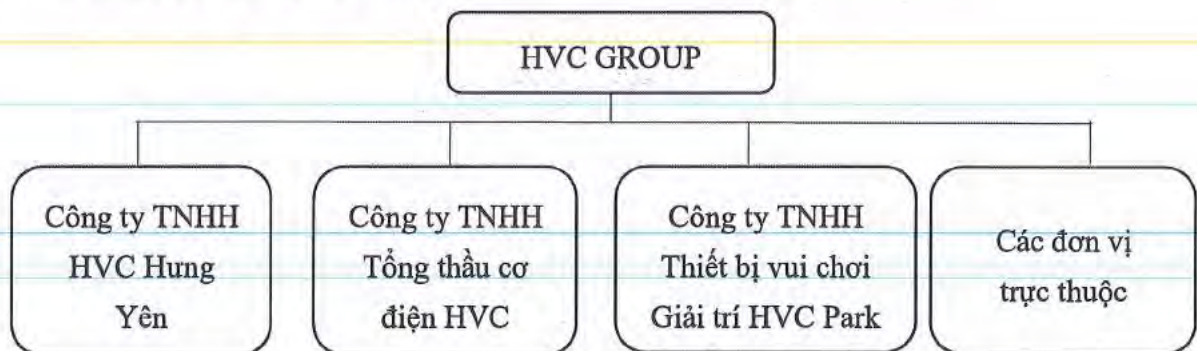 HVC GROUP
Công ty TNHH
HVC Hưng
Yên
Công ty TNHH
Tổng thầu cơ
điện HVC
Công ty TNHH
Thiết bị vui chơi
Giải trí HVC Park
Các đơn vị
trực thuộc